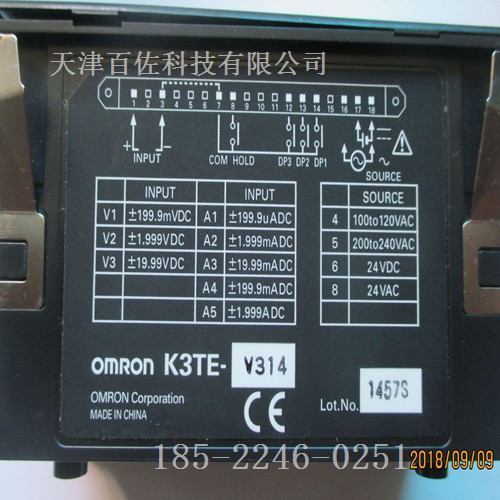 天津百佐科技有限公司
1 2 3 4 5 6 7 8 9 10 11 12 13 14 15 16 17 18
+ -
INPUT
COM HOLD
DP3 DP2 DP1
SOURCE
INPUT INPUT
V1 ±199.9mVDC A1 ±199.9uADC
V2 ±1.999VDC A2 ±1.999mADC
V3 ±19.99VDC A3 ±19.99mADC
A4 ±199.9mADC
A5 ±1.999ADC
SOURCE
4 100to120VAC
5 200to240VAC
6 24VDC
8 24VAC
OMRON K3TE- V314
OMRON Corporation
MADE IN CHINA
CE
Lot.No. 1457S
185-2246-0251
2018/09/09